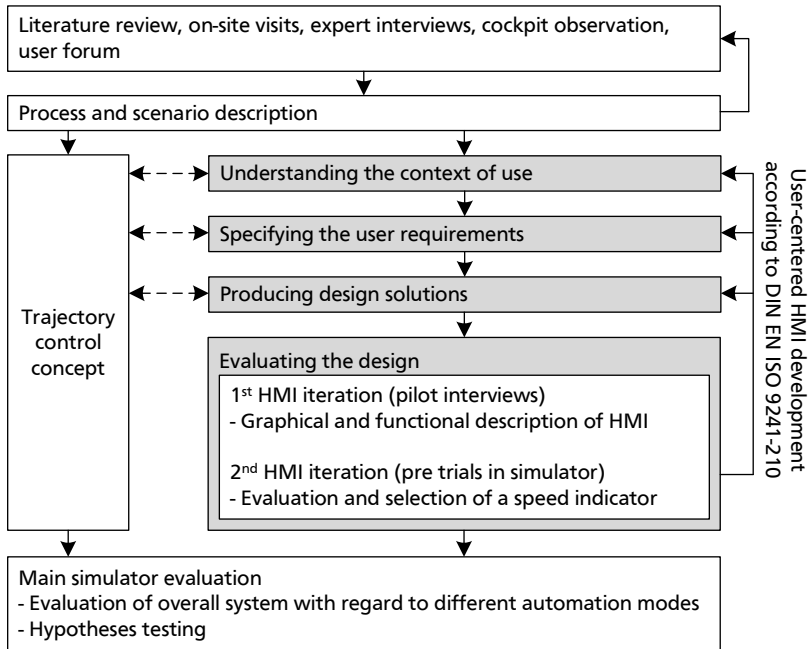 Literature review, on-site visits, expert interviews, cockpit observation,
user forum
Process and scenario description
Trajectory
control
concept
Understanding the context of use
Specifying the user requirements
Producing design solutions
Evaluating the design
1st HMI iteration (pilot interviews)
- Graphical and functional description of HMI
2nd HMI iteration (pre trials in simulator)
- Evaluation and selection of a speed indicator
User-centered HMI development
according to DIN EN ISO 9241-210
Main simulator evaluation
- Evaluation of overall system with regard to different automation modes
- Hypotheses testing